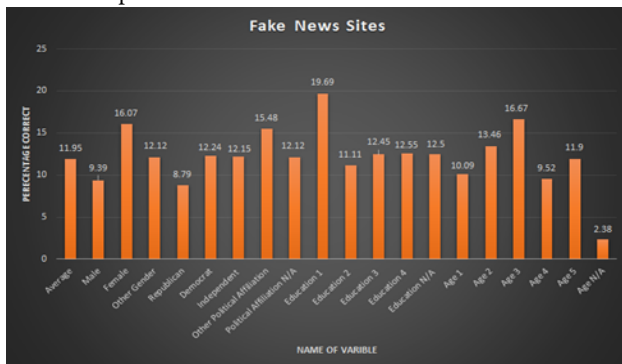 Fake News Sites
25
20
15
10
5
0
PERECENTAGE CORRECT
11.95
9.39
16.07
12.12
8.79
12.24
12.15
15.48
12.12
19.69
11.11
12.45
12.55
12.5
10.09
13.46
16.67
9.52
11.9
2.38
Average
Male
Female
Other Gender
Republican
Democrat
Independent
Other Political Affiliation
Political Affiliation N/A
Education 1
Education 2
Education 3
Education 4
Education N/A
Age 1
Age 2
Age 3
Age 4
Age 5
Age N/A
NAME OF VARIBLE